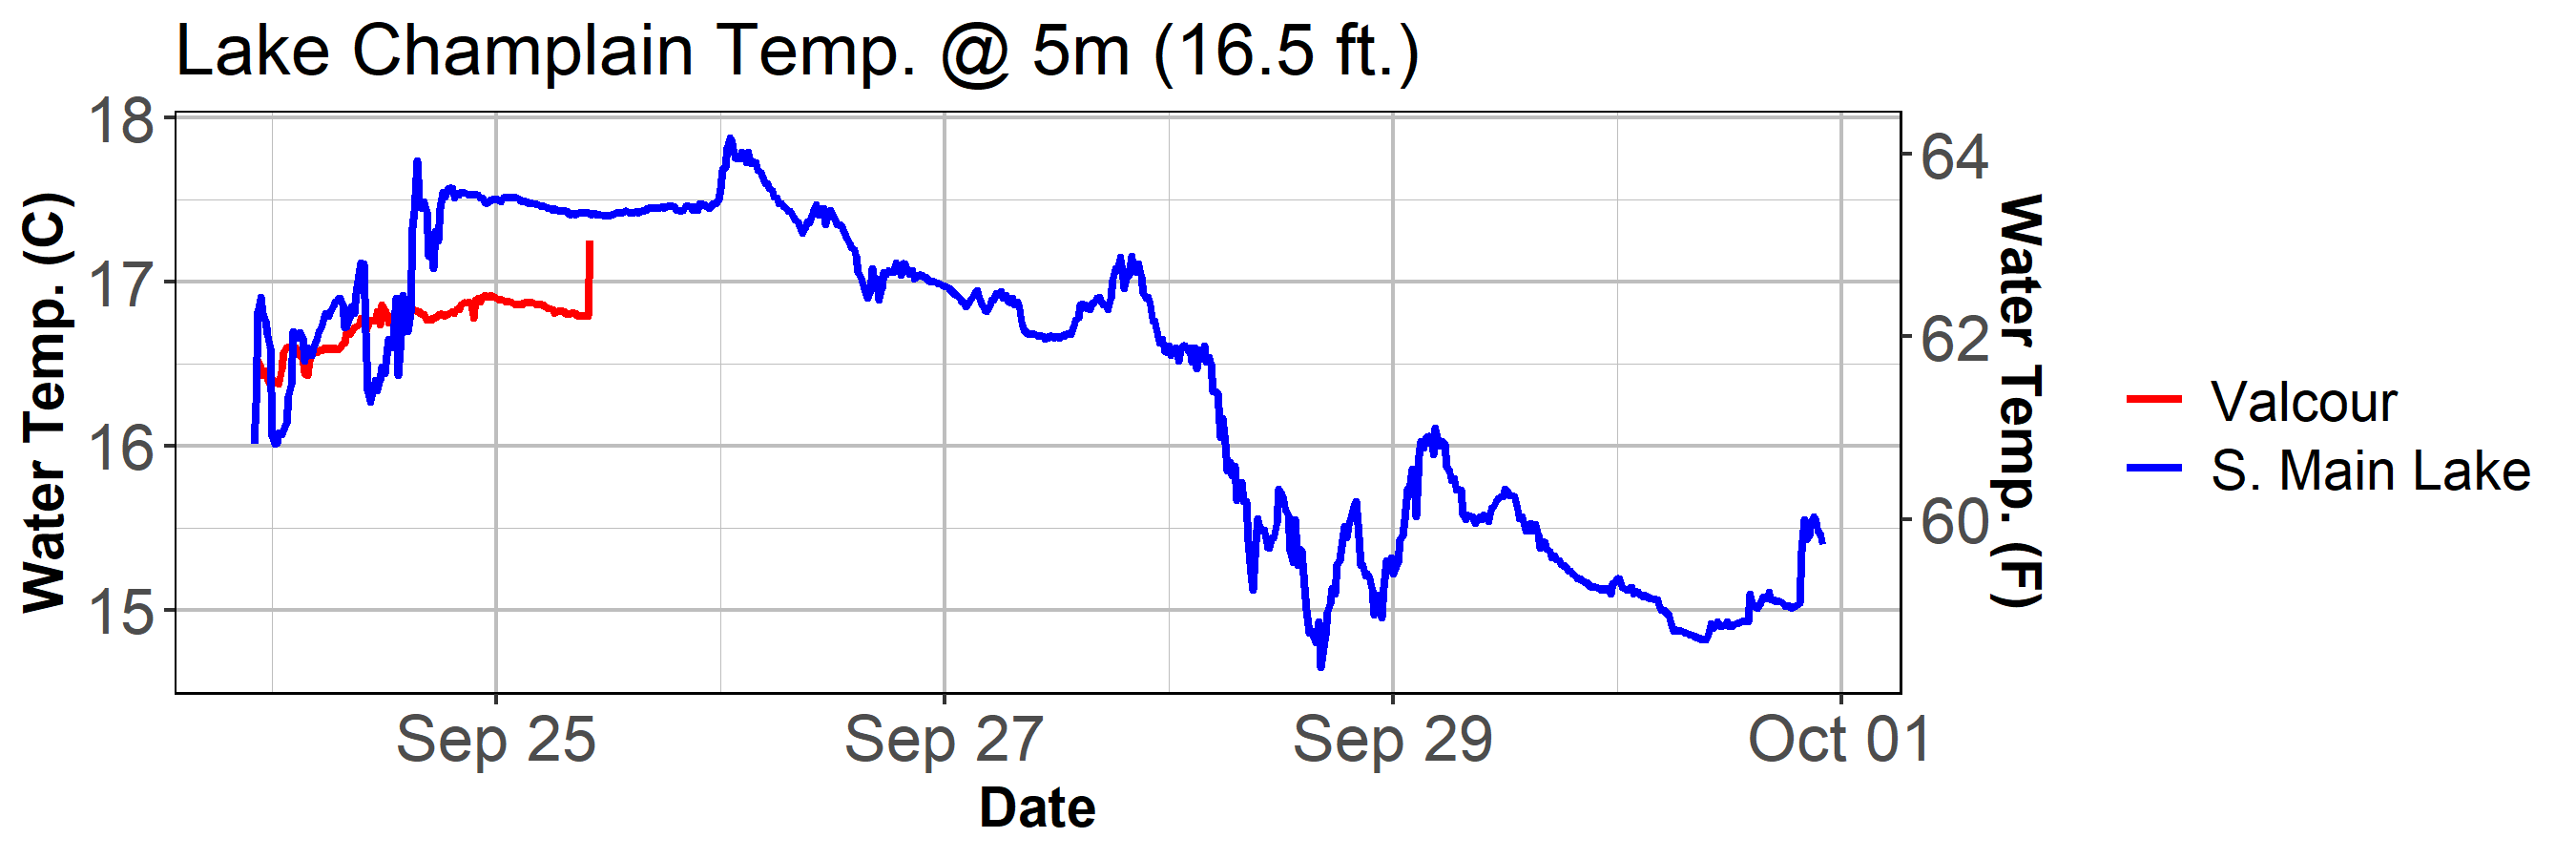 Lake Champlain Temp. @ 5m (16.5 ft.)
18
17
16
15
Water Temp. (C)
64
62
60
Water Temp. (F)
Sep 25
Sep 27
Sep 29
Oct 01
Date
Valcour
S. Main Lake